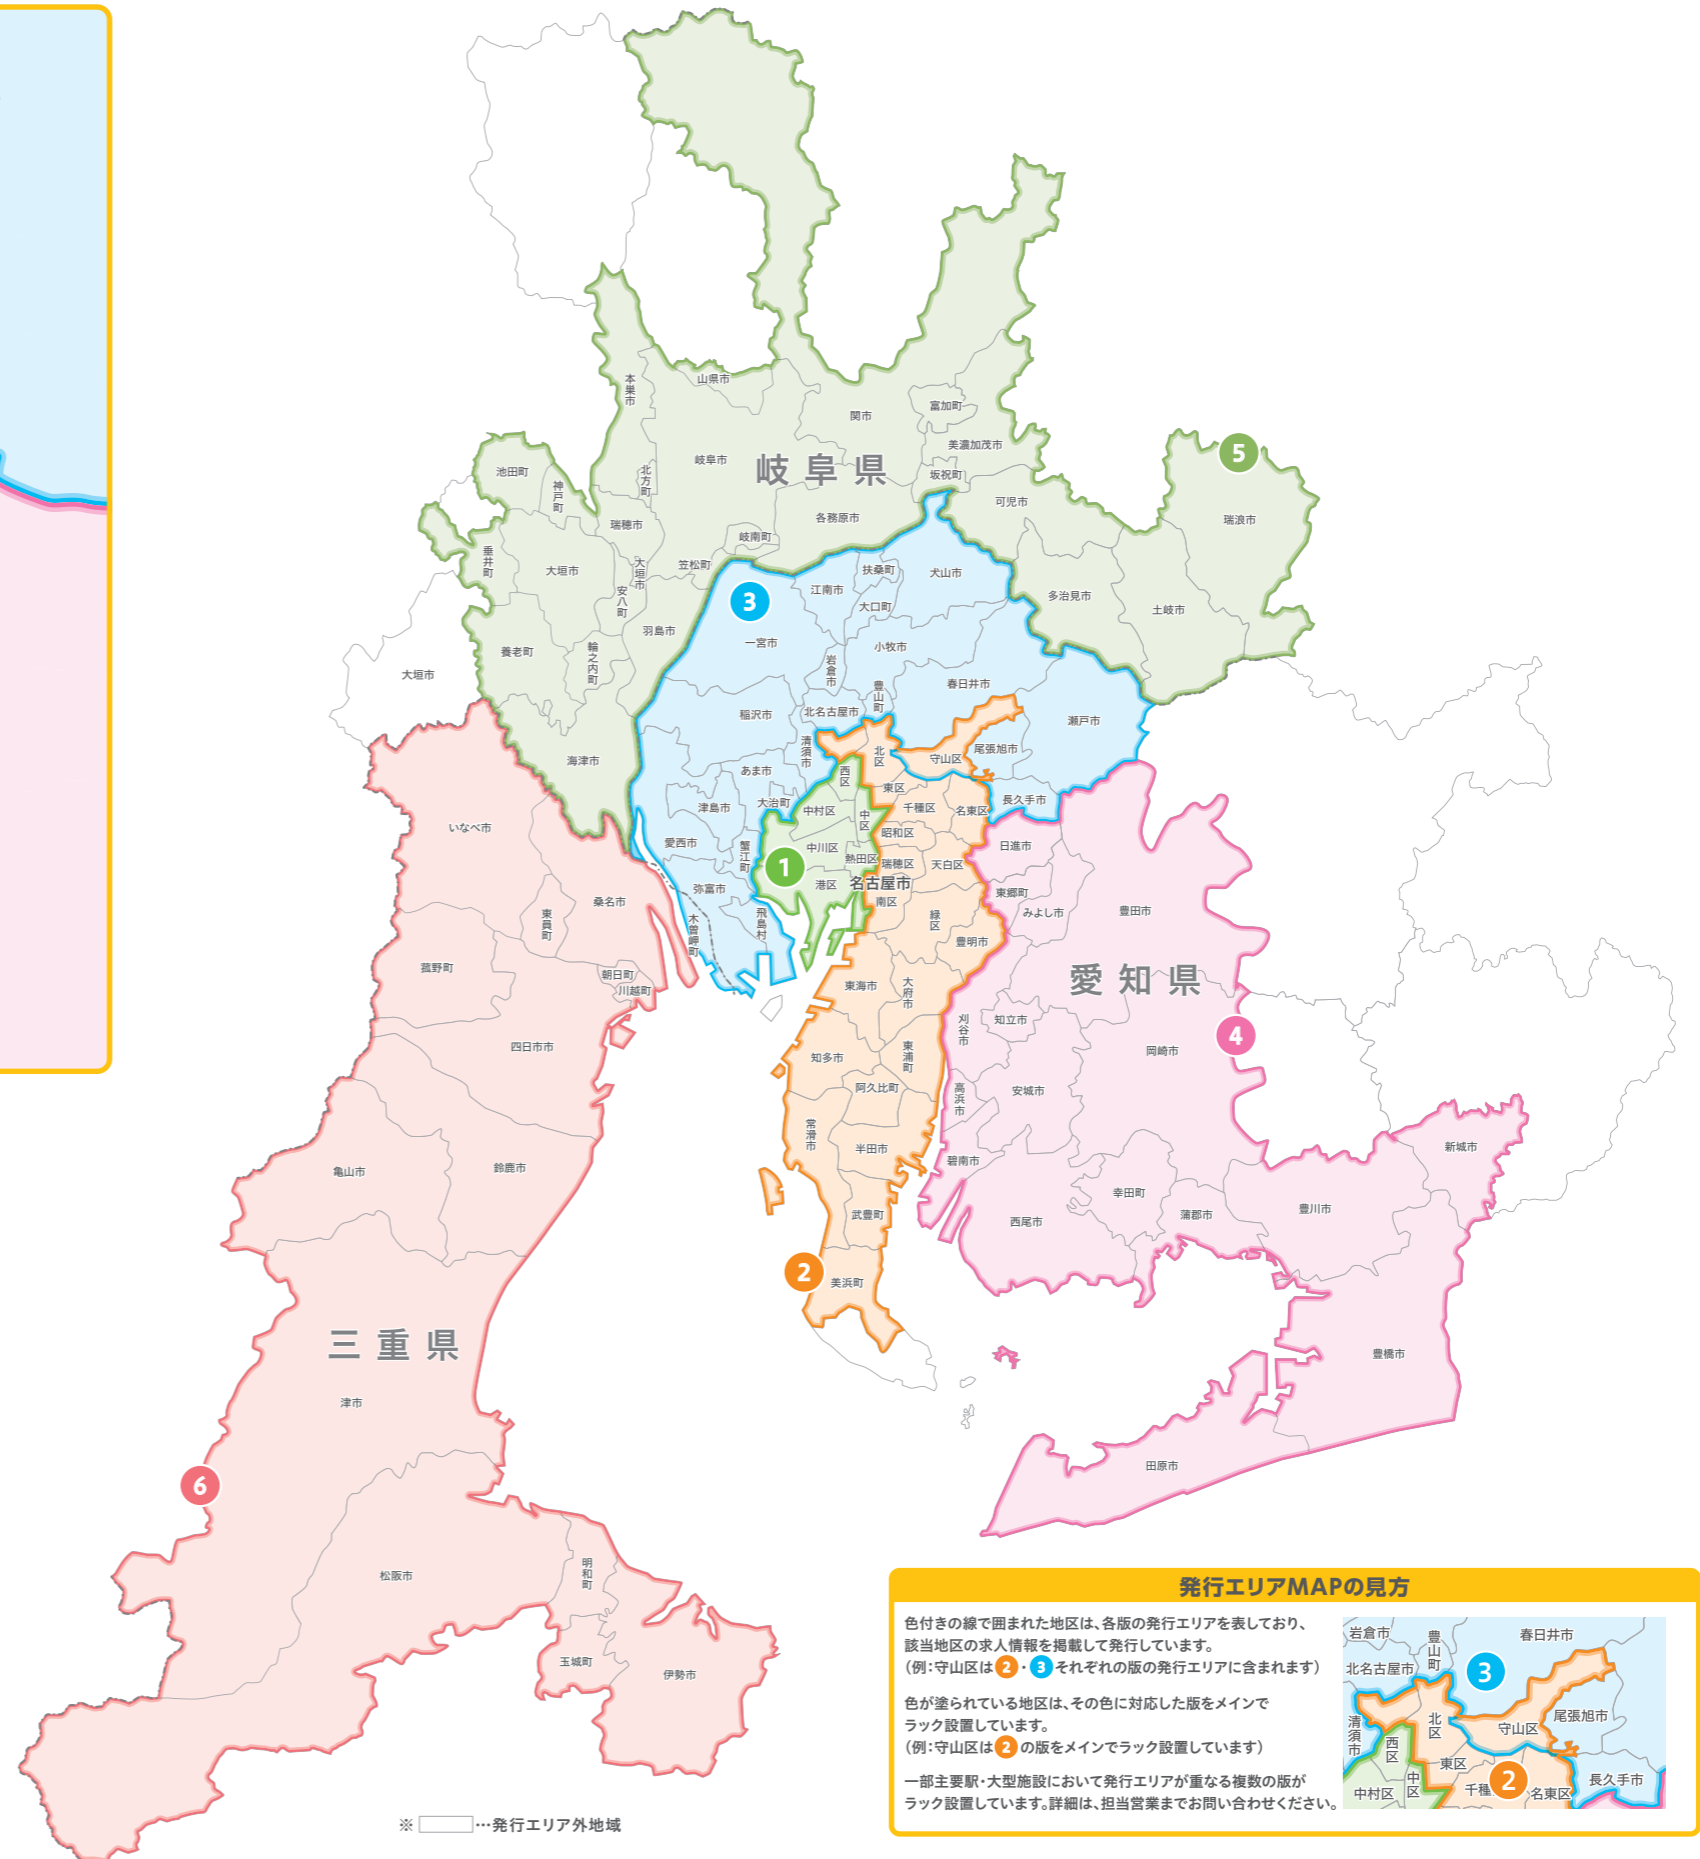 本巣市
山県市
関市
富加町
美濃加茂市
岐阜市
岐阜県
坂祝町
池田町
神戸町
北方町
瑞穂市
各務原市
可児市
5
瑞浪市
岐南町
垂井町
大垣市
大垣市
安八町
笠松町
羽島市
養老町
輪之内町
大垣市
海津市
多治見市
土岐市
3
江南市
扶桑町
犬山市
大口町
一宮市
小牧市
岩倉市
豊山町
春日井市
稲沢市
北名古屋市
瀬戸市
清須市
尾張旭市
あま市
津島市
大治町
長久手市
愛西市
蟹江町
弥富市
飛島村
木曽岬町
北区
守山区
西区
東区
中村区
中区
千種区
名東区
昭和区
1
中川区
熱田区
瑞穂区
天白区
港区
名古屋市
南区
緑区
豊明市
東海市
大府市
知多市
東浦町
阿久比町
常滑市
半田市
武豊町
2
美浜町
日進市
東郷町
みよし市
豊田市
愛知県
刈谷市
知立市
4
岡崎市
高浜市
安城市
碧南市
新城市
西尾市
幸田町
蒲郡市
豊川市
豊橋市
田原市
いなべ市
東員町
桑名市
菰野町
朝日町
川越町
四日市市
亀山市
鈴鹿市
三重県
津市
6
松阪市
明和町
玉城町
伊勢市
※ …発行エリア外地域
発行エリアMAPの見方
色付きの線で囲まれた地区は、各版の発行エリアを表しており、
該当地区の求人情報を掲載して発行しています。
(例:守山区は2・3それぞれの版の発行エリアに含まれます)
色が塗られている地区は、その色に対応した版をメインで
ラック設置しています。
(例:守山区は2の版をメインでラック設置しています)
一部主要駅・大型施設において発行エリアが重なる複数の版が
ラック設置しています。詳細は、担当営業までお問い合わせください。
岩倉市
豊山町
春日井市
北名古屋市
3
清須市
北区
守山区
尾張旭市
西区
東区
中村区
中区
千種
2
名東区
長久手市